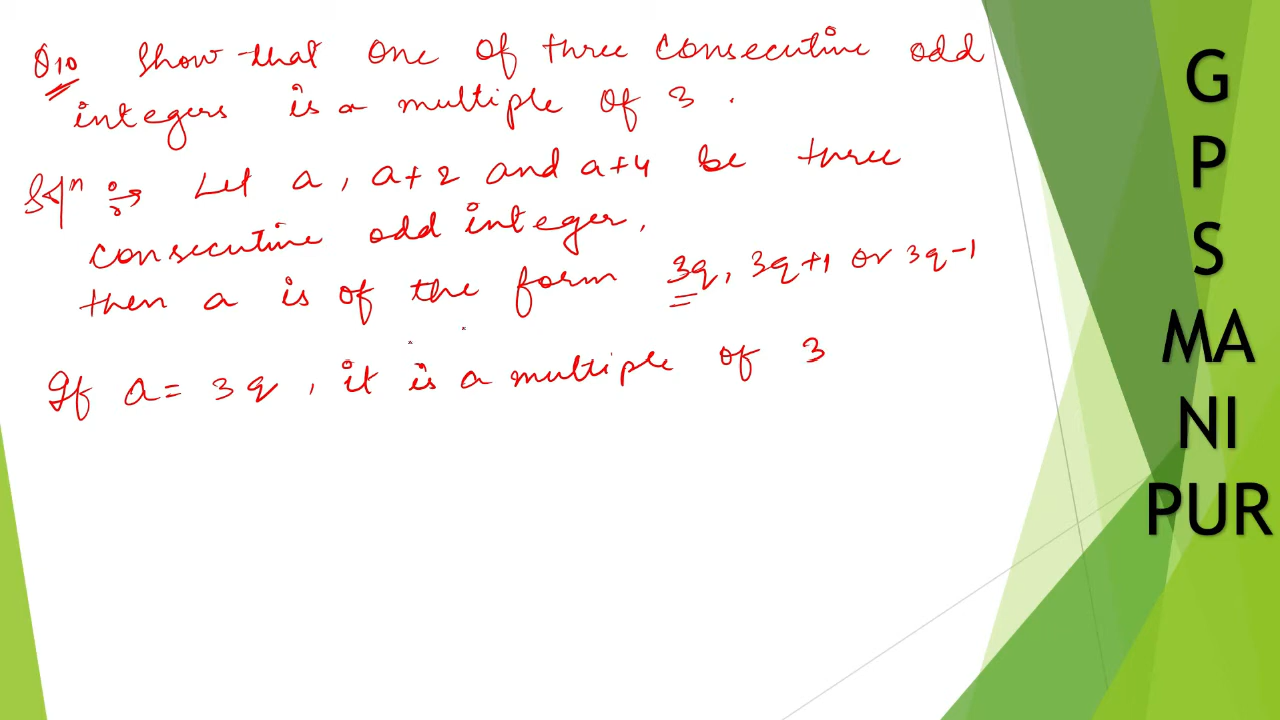 Q10 Show that one of three consecutive odd
integers is a multiple of 3.
Solⁿ :→ Let a, a+2 and a+4 be three
consecutive odd integer,
then a is of the form 3q, 3q+1 or 3q-1
If a = 3q, it is a multiple of 3
G
P
S
MA
NI
PUR